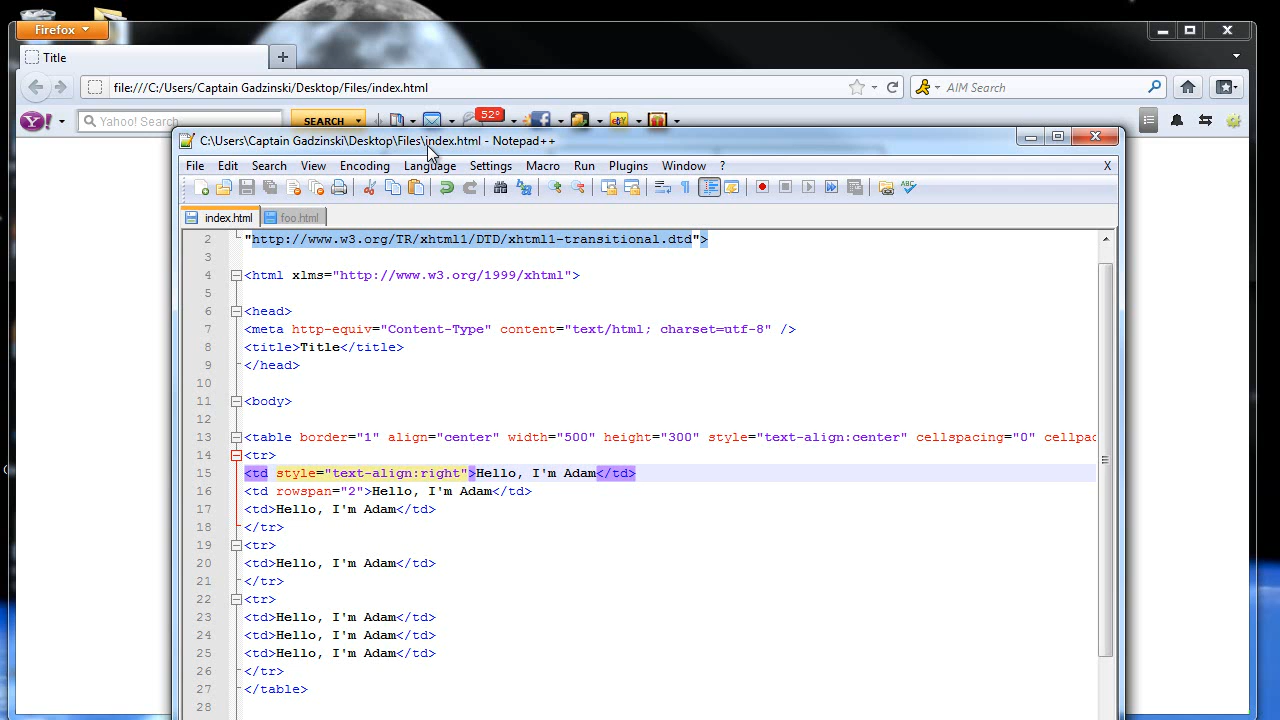 Firefox
Title
file:///C:/Users/Captain Gadzinski/Desktop/Files/index.html
AIM Search
Yahoo! Search
SEARCH
52°
C:\Users\Captain Gadzinski\Desktop\Files\index.html - Notepad++
File Edit Search View Encoding Language Settings Macro Run Plugins Window ? X
index.html foo.html
2 "http://www.w3.org/TR/xhtml1/DTD/xhtml1-transitional.dtd">
3
4 <html xlms="http://www.w3.org/1999/xhtml">
5
6 <head>
7 <meta http-equiv="Content-Type" content="text/html; charset=utf-8" />
8 <title>Title</title>
9 </head>
10
11 <body>
12
13 <table border="1" align="center" width="500" height="300" style="text-align:center" cellspacing="0" cellpac
14 <tr>
15 <td style="text-align:right">Hello, I'm Adam</td>
16 <td rowspan="2">Hello, I'm Adam</td>
17 <td>Hello, I'm Adam</td>
18 </tr>
19 <tr>
20 <td>Hello, I'm Adam</td>
21 </tr>
22 <tr>
23 <td>Hello, I'm Adam</td>
24 <td>Hello, I'm Adam</td>
25 <td>Hello, I'm Adam</td>
26 </tr>
27 </table>
28